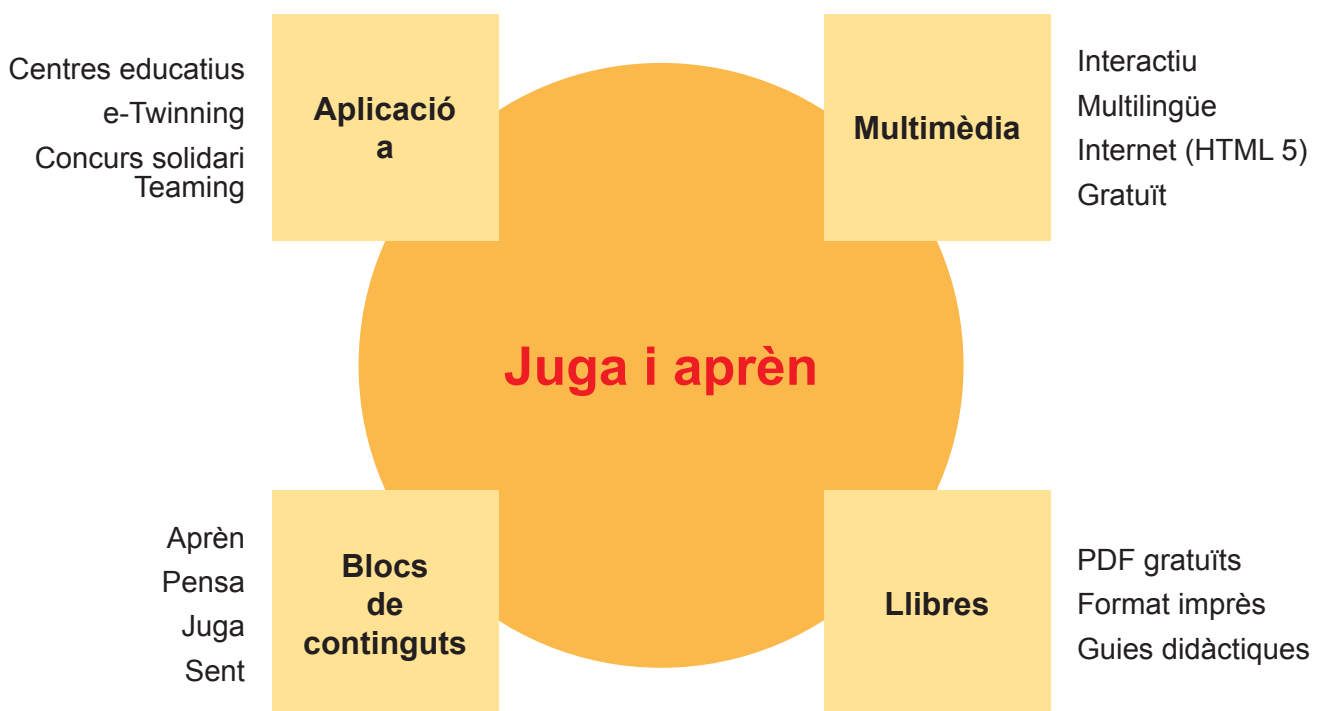 Centres educatius
e-Twinning
Concurs solidari
Teaming
Aplicació
a
Multimèdia
Interactiu
Multilingüe
Internet (HTML 5)
Gratuït
Juga i aprèn
Aprèn
Pensa
Juga
Sent
Blocs
de
continguts
Llibres
PDF gratuïts
Format imprès
Guies didàctiques